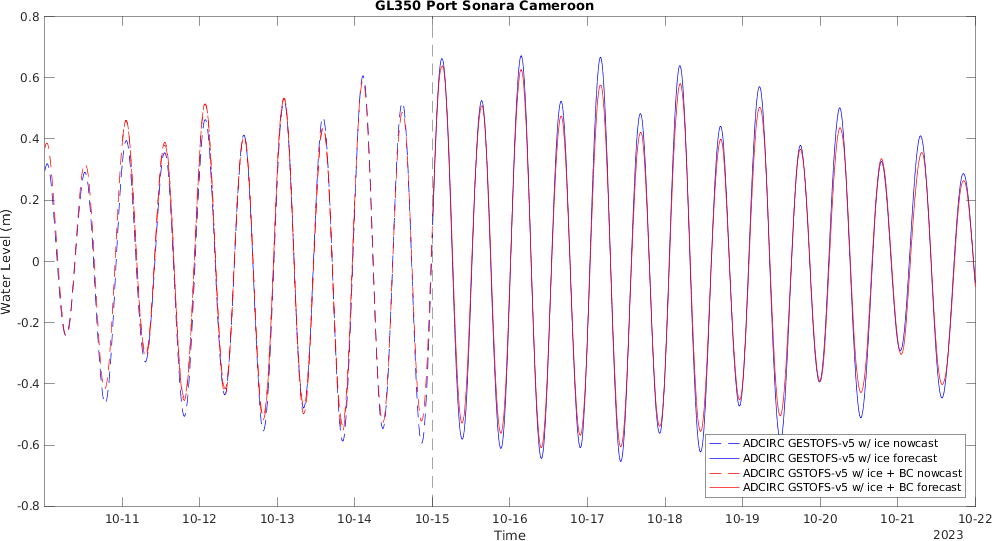 GL350 Port Sonara Cameroon
0.8
0.6
0.4
0.2
0
-0.2
-0.4
-0.6
-0.8
Water Level (m)
ADCIRC GESTOFS-v5 w/ ice nowcast
ADCIRC GESTOFS-v5 w/ ice forecast
ADCIRC GSTOFS-v5 w/ ice + BC nowcast
ADCIRC GSTOFS-v5 w/ ice + BC forecast
10-11 10-12 10-13 10-14 10-15 10-16 10-17 10-18 10-19 10-20 10-21 10-22
Time
2023